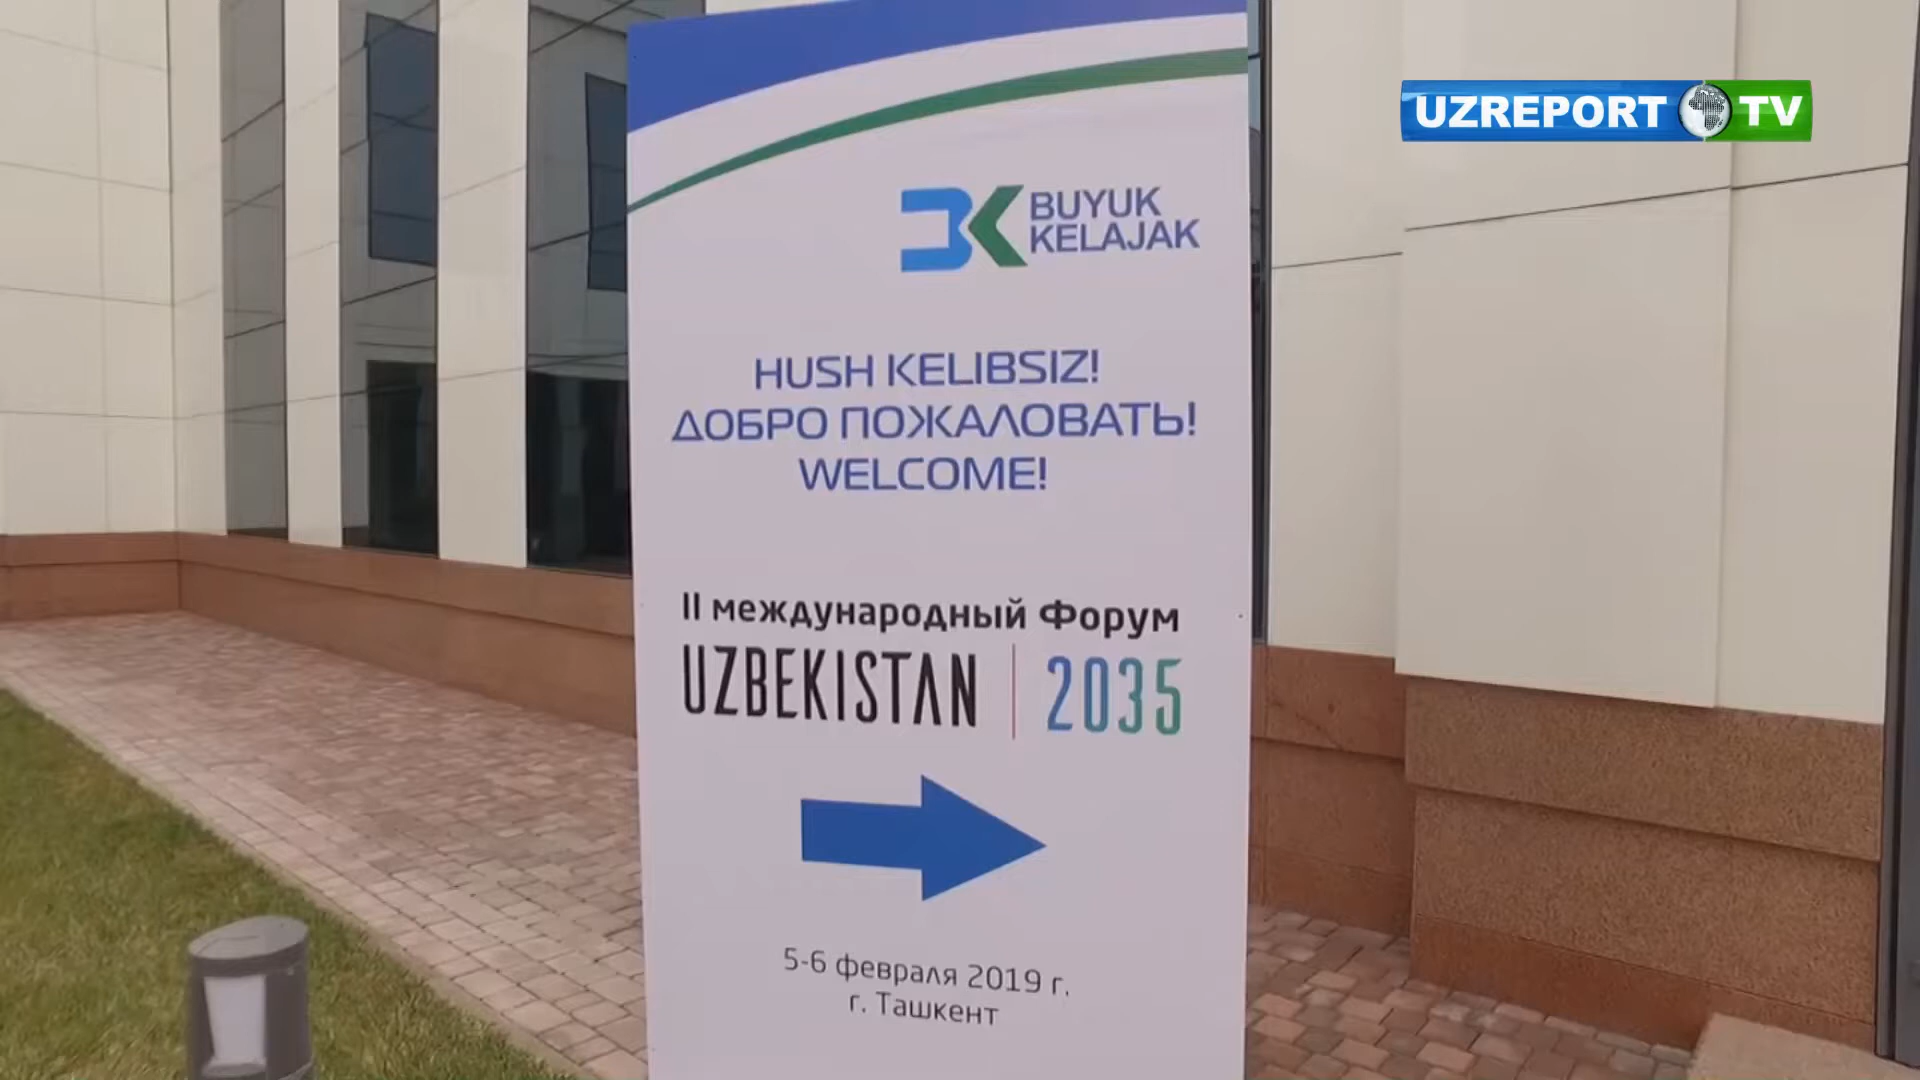 UZREPORT TV
BUYUK
KELAJAK
HUSH KELIBSIZ!
ДОБРО ПОЖАЛОВАТЬ!
WELCOME!
II международный Форум
UZBEKISTAN | 2035
5-6 февраля 2019 г.
г. Ташкент